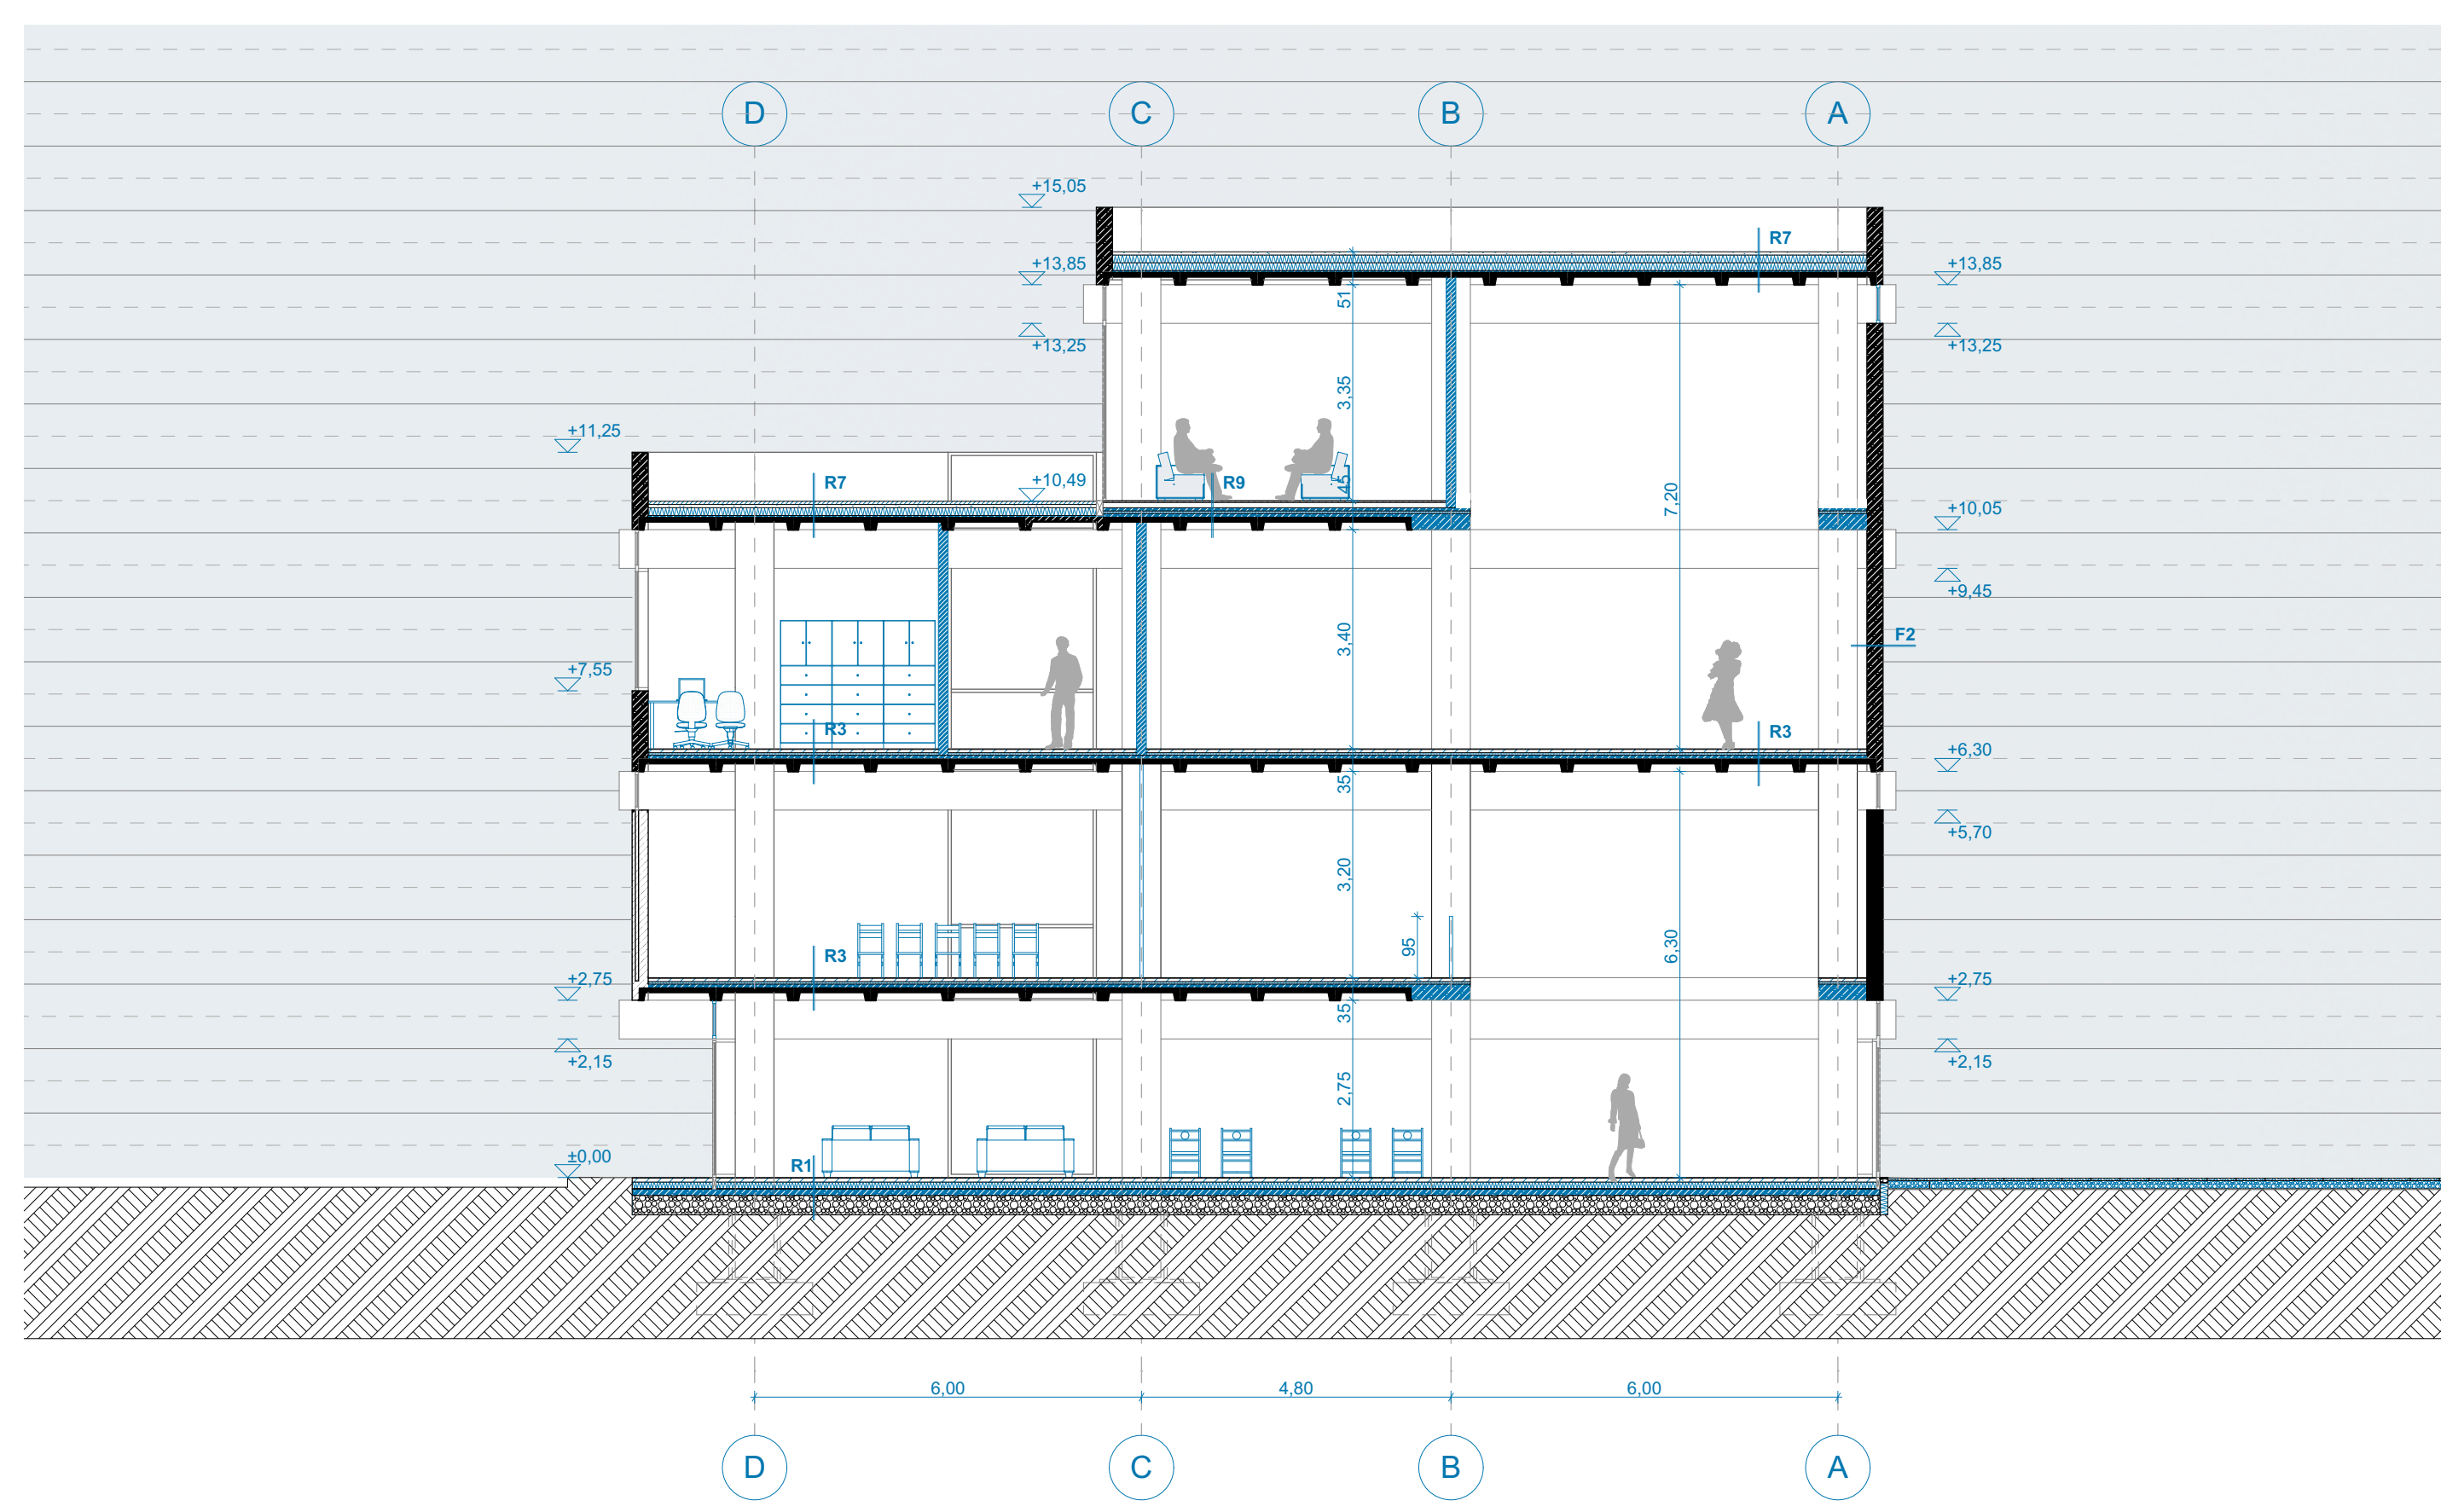 D C B A
+15,05
R7
+13,85 +13,85
51
+13,25 +13,25
3,35
+11,25
R7 +10,49 45 R9
7,20
+10,05
+9,45
3,40
F2
+7,55
R3 R3
+6,30
35
+5,70
3,20
95
6,30
R3
+2,75 +2,75
35
+2,15 +2,15
2,75
±0,00
R1
6,00 4,80 6,00
D C B A